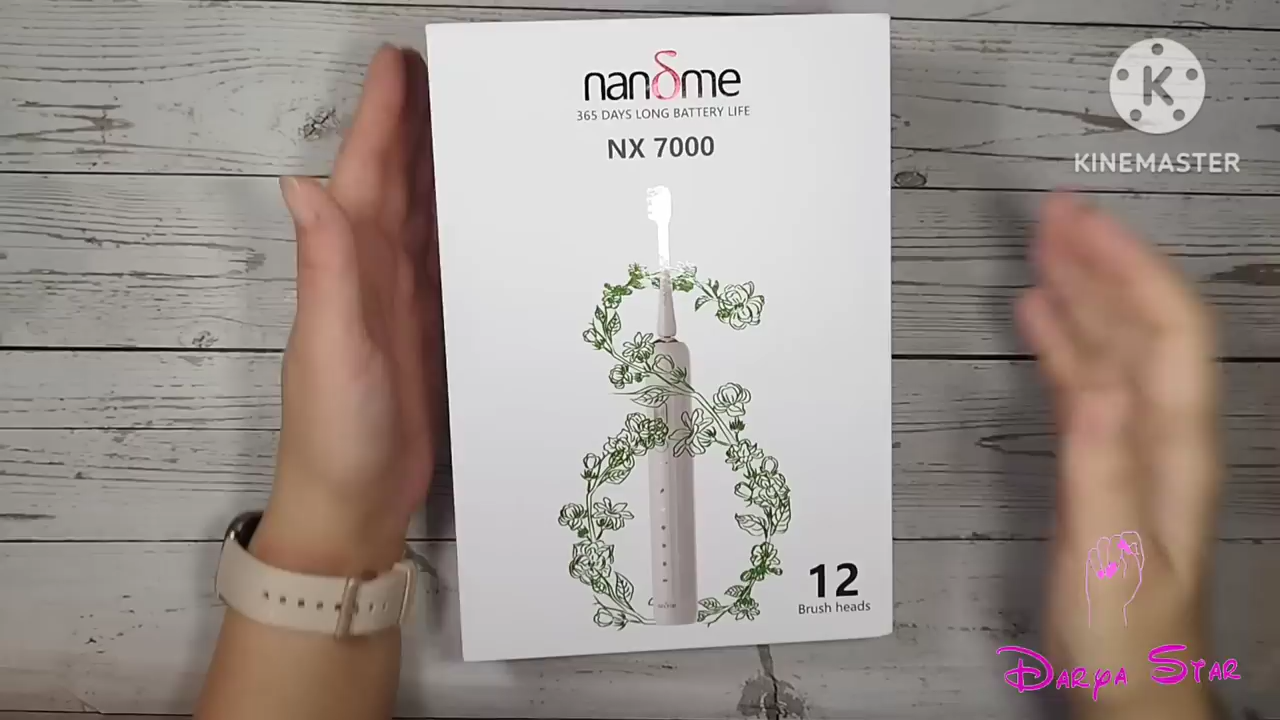 nanδme
365 DAYS LONG BATTERY LIFE
NX 7000
12
Brush heads
K
KINEMASTER
Darya Star